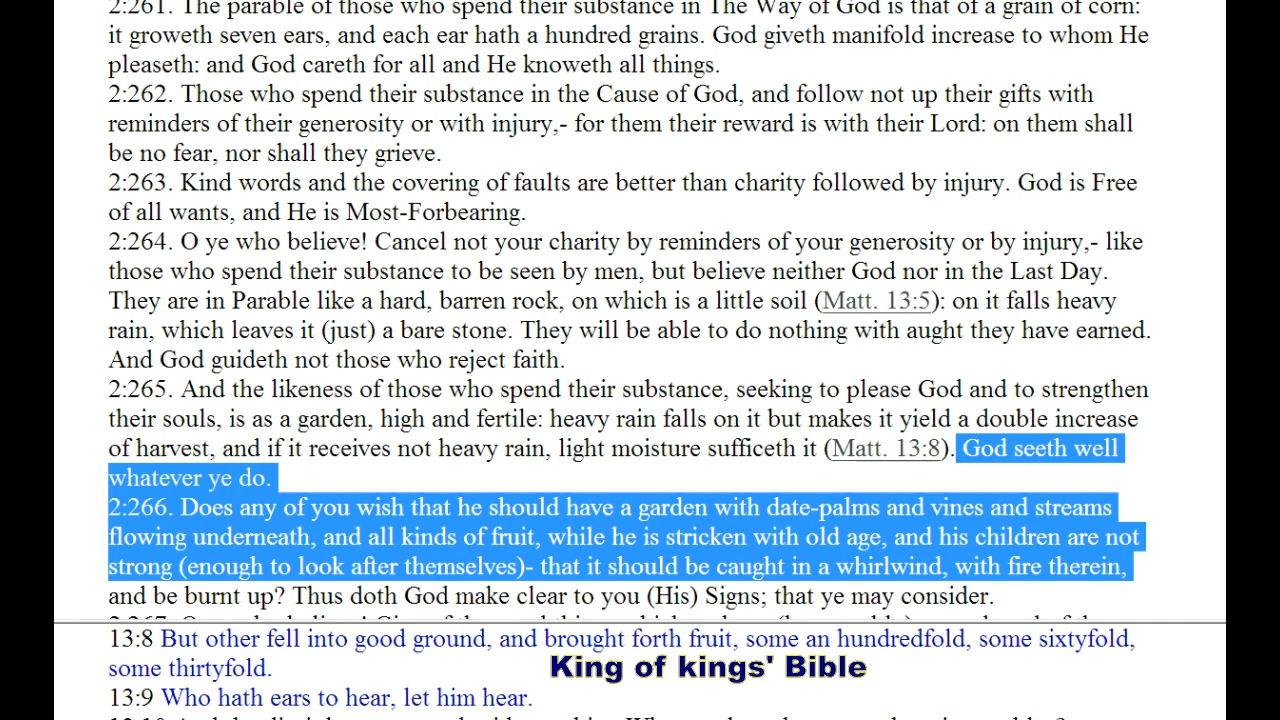 2:261. The parable of those who spend their substance in The Way of God is that of a grain of corn:
it groweth seven ears, and each ear hath a hundred grains. God giveth manifold increase to whom He
pleaseth: and God careth for all and He knoweth all things.
2:262. Those who spend their substance in the Cause of God, and follow not up their gifts with
reminders of their generosity or with injury,- for them their reward is with their Lord: on them shall
be no fear, nor shall they grieve.
2:263. Kind words and the covering of faults are better than charity followed by injury. God is Free
of all wants, and He is Most-Forbearing.
2:264. O ye who believe! Cancel not your charity by reminders of your generosity or by injury,- like
those who spend their substance to be seen by men, but believe neither God nor in the Last Day.
They are in Parable like a hard, barren rock, on which is a little soil (Matt. 13:5): on it falls heavy
rain, which leaves it (just) a bare stone. They will be able to do nothing with aught they have earned.
And God guideth not those who reject faith.
2:265. And the likeness of those who spend their substance, seeking to please God and to strengthen
their souls, is as a garden, high and fertile: heavy rain falls on it but makes it yield a double increase
of harvest, and if it receives not heavy rain, light moisture sufficeth it (Matt. 13:8). God seeth well
whatever ye do.
2:266. Does any of you wish that he should have a garden with date-palms and vines and streams
flowing underneath, and all kinds of fruit, while he is stricken with old age, and his children are not
strong (enough to look after themselves)- that it should be caught in a whirlwind, with fire therein,
and be burnt up? Thus doth God make clear to you (His) Signs; that ye may consider.
13:8 But other fell into good ground, and brought forth fruit, some an hundredfold, some sixtyfold,
some thirtyfold.
King of kings' Bible
13:9 Who hath ears to hear, let him hear.